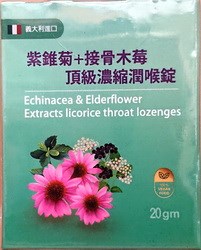 義大利進口
紫錐菊+接骨木莓
頂級濃縮潤喉錠
Echinacea & Elderflower
Extracts licorice throat lozenges
20gm